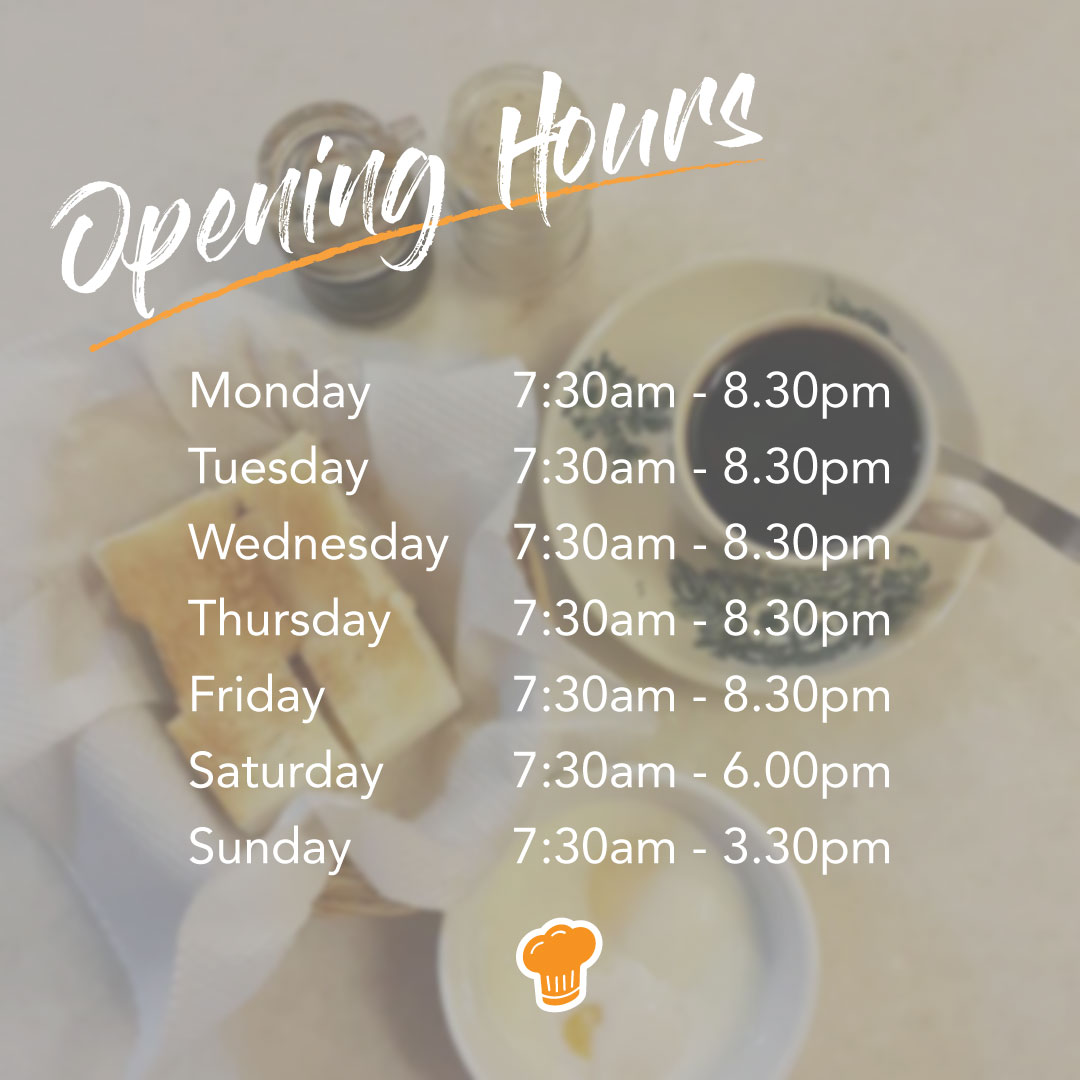 Opening Hours
Monday 7:30am - 8.30pm
Tuesday 7:30am - 8.30pm
Wednesday 7:30am - 8.30pm
Thursday 7:30am - 8.30pm
Friday 7:30am - 8.30pm
Saturday 7:30am - 6.00pm
Sunday 7:30am - 3.30pm